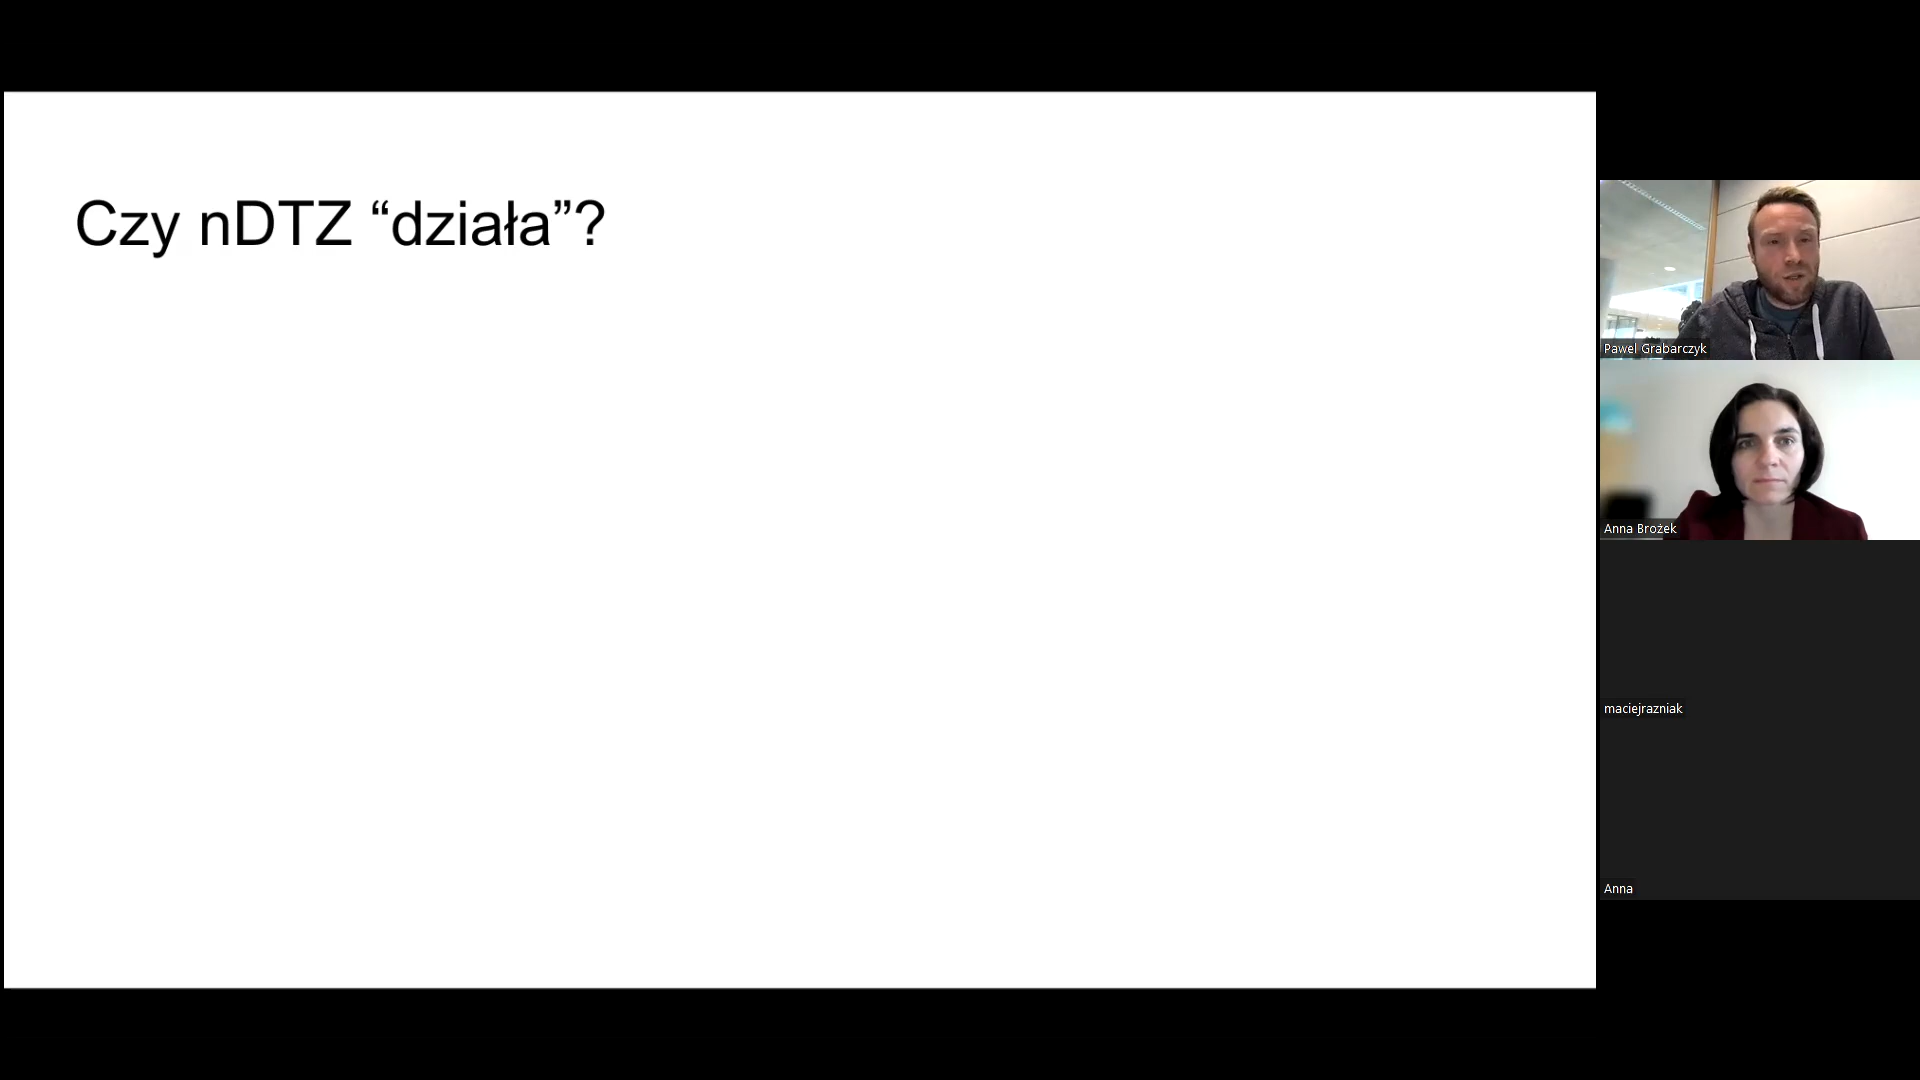 Czy nDTZ “działa”?
Pawel Grabarczyk
Anna Brożek
maciejrazniak
Anna